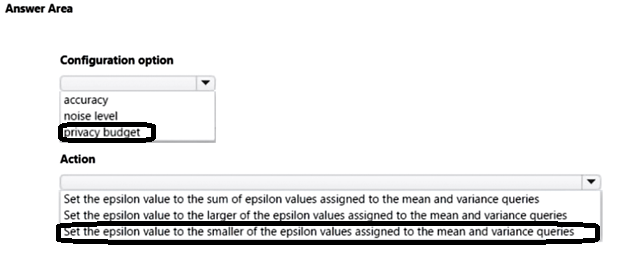 Answer Area
Configuration option
accuracy
noise level
privacy budget
Action
Set the epsilon value to the sum of epsilon values assigned to the mean and variance queries
Set the epsilon value to the larger of the epsilon values assigned to the mean and variance queries
Set the epsilon value to the smaller of the epsilon values assigned to the mean and variance queries